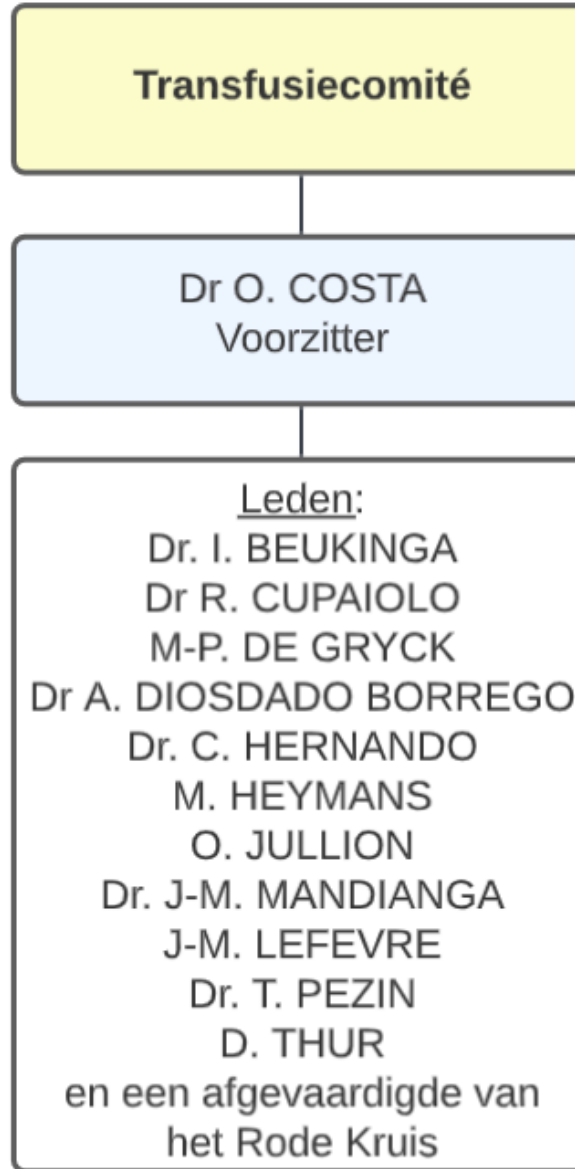 Transfusiecomité
Dr O. COSTA
Voorzitter
Leden:
Dr. I. BEUKINGA
Dr R. CUPAIOLO
M-P. DE GRYCK
Dr A. DIOSDADO BORREGO
Dr. C. HERNANDO
M. HEYMANS
O. JULLION
Dr. J-M. MANDIANGA
J-M. LEFEVRE
Dr. T. PEZIN
D. THUR
en een afgevaardigde van
het Rode Kruis